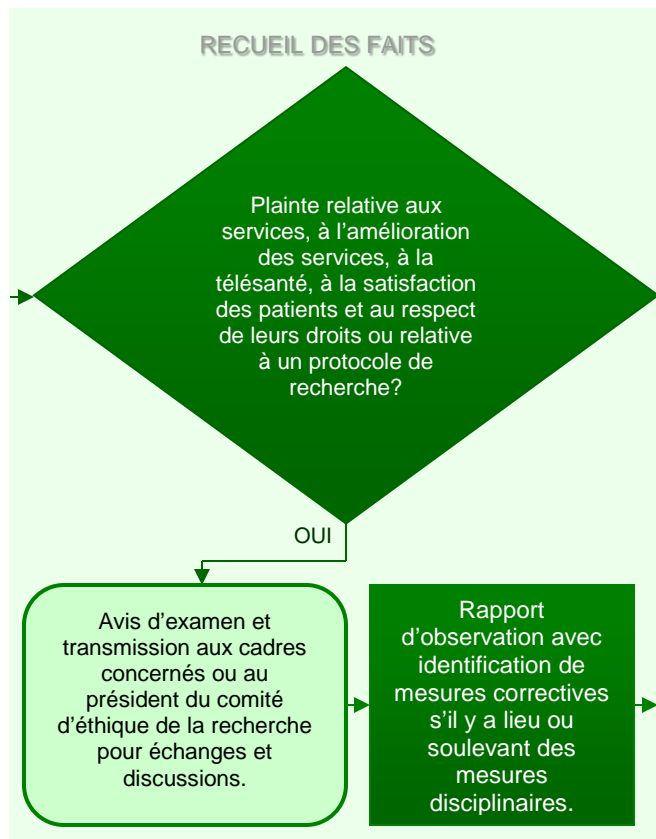 RECUEIL DES FAITS
Plainte relative aux
services, à l’amélioration
des services, à la
télésanté, à la satisfaction
des patients et au respect
de leurs droits ou relative
à un protocole de
recherche?
OUI
Avis d’examen et
transmission aux cadres
concernés ou au
président du comité
d’éthique de la recherche
pour échanges et
discussions.
Rapport
d’observation avec
identification de
mesures correctives
s’il y a lieu ou
soulevant des
mesures
disciplinaires.